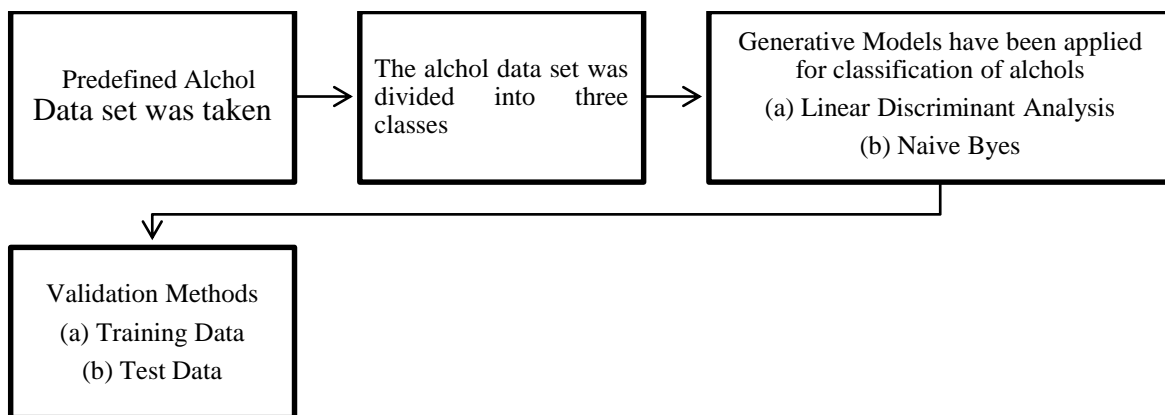 Predefined Alchol
Data set was taken
The alchol data set was
divided into three
classes
Generative Models have been applied
for classification of alchols
(a) Linear Discriminant Analysis
(b) Naive Byes
Validation Methods
(a) Training Data
(b) Test Data